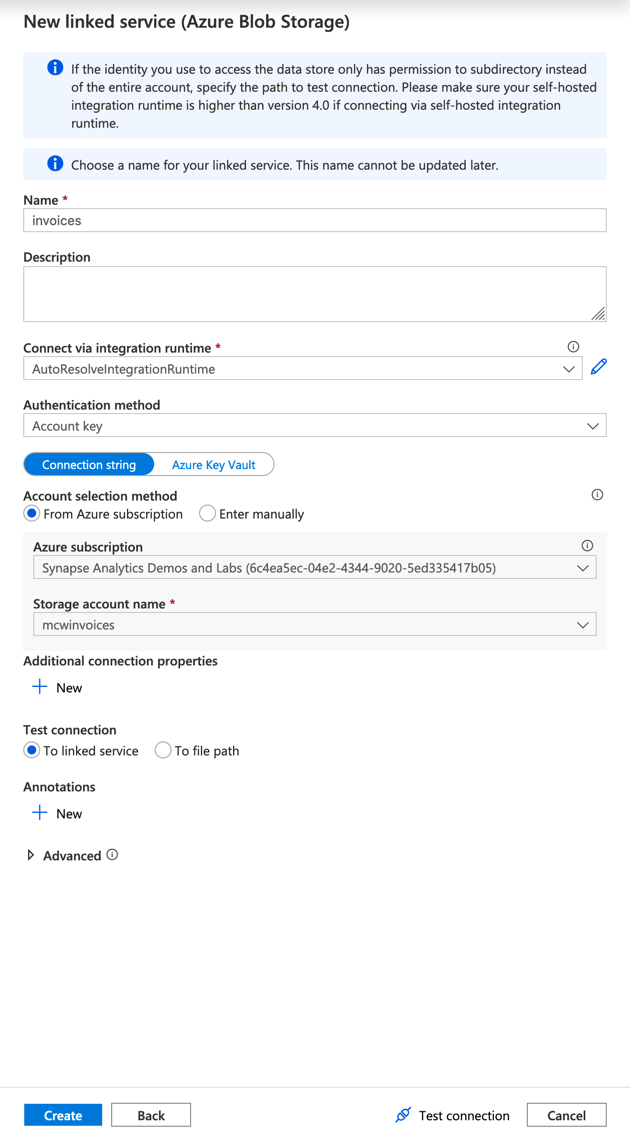 New linked service (Azure Blob Storage)
If the identity you use to access the data store only has permission to subdirectory instead
of the entire account, specify the path to test connection. Please make sure your self-hosted
integration runtime is higher than version 4.0 if connecting via self-hosted integration
runtime.
Choose a name for your linked service. This name cannot be updated later.
Name *
invoices
Description
Connect via integration runtime *
AutoResolveIntegrationRuntime
Authentication method
Account key
Connection string Azure Key Vault
Account selection method
From Azure subscription Enter manually
Azure subscription
Synapse Analytics Demos and Labs (6c4ea5ec-04e2-4344-9020-5ed335417b05)
Storage account name *
mcwinvoices
Additional connection properties
New
Test connection
To linked service To file path
Annotations
New
Advanced
Create Back Test connection Cancel